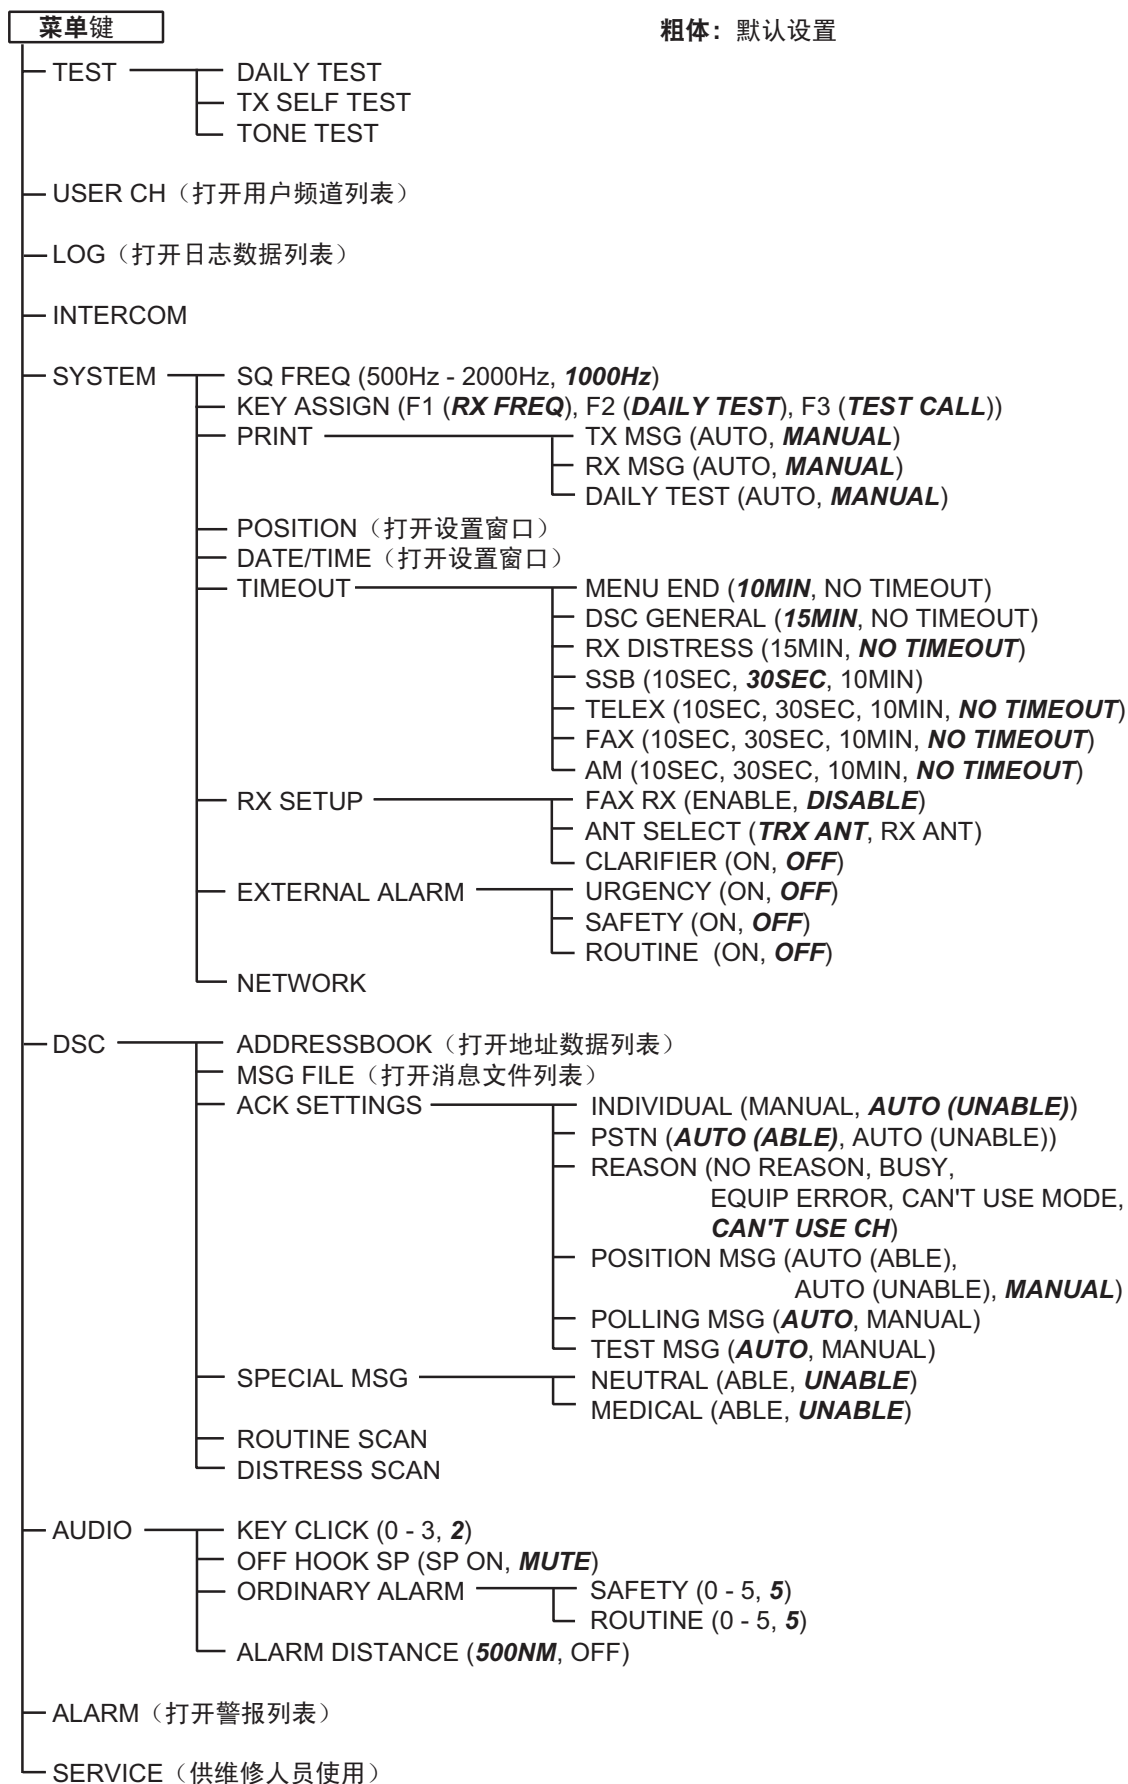 菜单键
粗体：默认设置
TEST
DAILY TEST
TX SELF TEST
TONE TEST
USER CH（打开用户频道列表）
LOG（打开日志数据列表）
INTERCOM
SYSTEM
SQ FREQ (500Hz - 2000Hz, 1000Hz)
KEY ASSIGN (F1 (RX FREQ), F2 (DAILY TEST), F3 (TEST CALL))
PRINT
TX MSG (AUTO, MANUAL)
RX MSG (AUTO, MANUAL)
DAILY TEST (AUTO, MANUAL)
POSITION（打开设置窗口）
DATE/TIME（打开设置窗口）
TIMEOUT
MENU END (10MIN, NO TIMEOUT)
DSC GENERAL (15MIN, NO TIMEOUT)
RX DISTRESS (15MIN, NO TIMEOUT)
SSB (10SEC, 30SEC, 10MIN)
TELEX (10SEC, 30SEC, 10MIN, NO TIMEOUT)
FAX (10SEC, 30SEC, 10MIN, NO TIMEOUT)
AM (10SEC, 30SEC, 10MIN, NO TIMEOUT)
RX SETUP
FAX RX (ENABLE, DISABLE)
ANT SELECT (TRX ANT, RX ANT)
CLARIFIER (ON, OFF)
EXTERNAL ALARM
URGENCY (ON, OFF)
SAFETY (ON, OFF)
ROUTINE (ON, OFF)
NETWORK
DSC
ADDRESSBOOK（打开地址数据列表）
MSG FILE（打开消息文件列表）
ACK SETTINGS
INDIVIDUAL (MANUAL, AUTO (UNABLE))
PSTN (AUTO (ABLE), AUTO (UNABLE))
REASON (NO REASON, BUSY,
EQUIP ERROR, CAN'T USE MODE,
CAN'T USE CH)
POSITION MSG (AUTO (ABLE),
AUTO (UNABLE), MANUAL)
POLLING MSG (AUTO, MANUAL)
TEST MSG (AUTO, MANUAL)
SPECIAL MSG
NEUTRAL (ABLE, UNABLE)
MEDICAL (ABLE, UNABLE)
ROUTINE SCAN
DISTRESS SCAN
AUDIO
KEY CLICK (0 - 3, 2)
OFF HOOK SP (SP ON, MUTE)
ORDINARY ALARM
SAFETY (0 - 5, 5)
ROUTINE (0 - 5, 5)
ALARM DISTANCE (500NM, OFF)
ALARM（打开警报列表）
SERVICE（供维修人员使用）